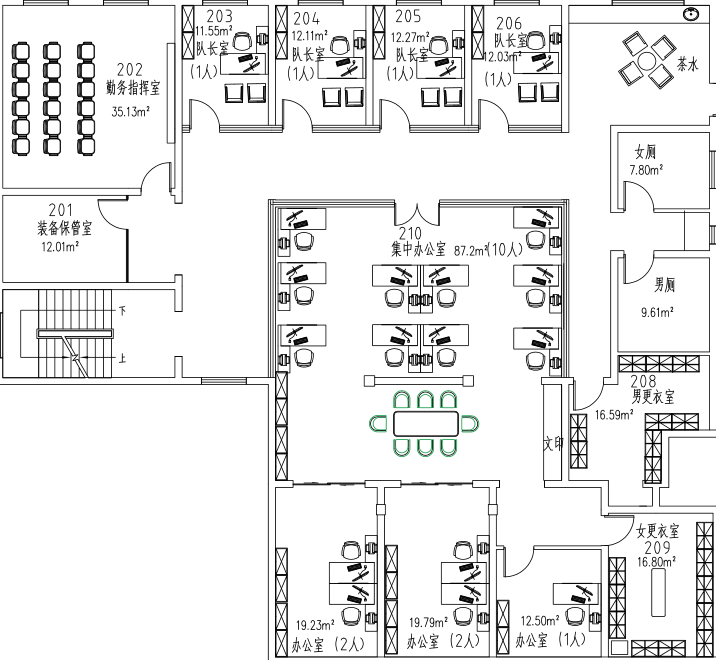 203
11.55m²
队长室
(1人)
204
12.11m²
队长室
(1人)
205
12.27m²
队长室
(1人)
206
队长室
12.03m²
(1人)
茶水
202
勤务指挥室
35.13m²
女厕
7.80m²
201
装备保管室
12.01m²
210
集中办公室 87.2m²(10人)
男厕
9.61m²
下
上
208
男更衣室
16.59m²
文印
女更衣室
209
16.80m²
19.23m²
办公室 (2人)
19.79m²
办公室 (2人)
12.50m²
办公室 (1人)